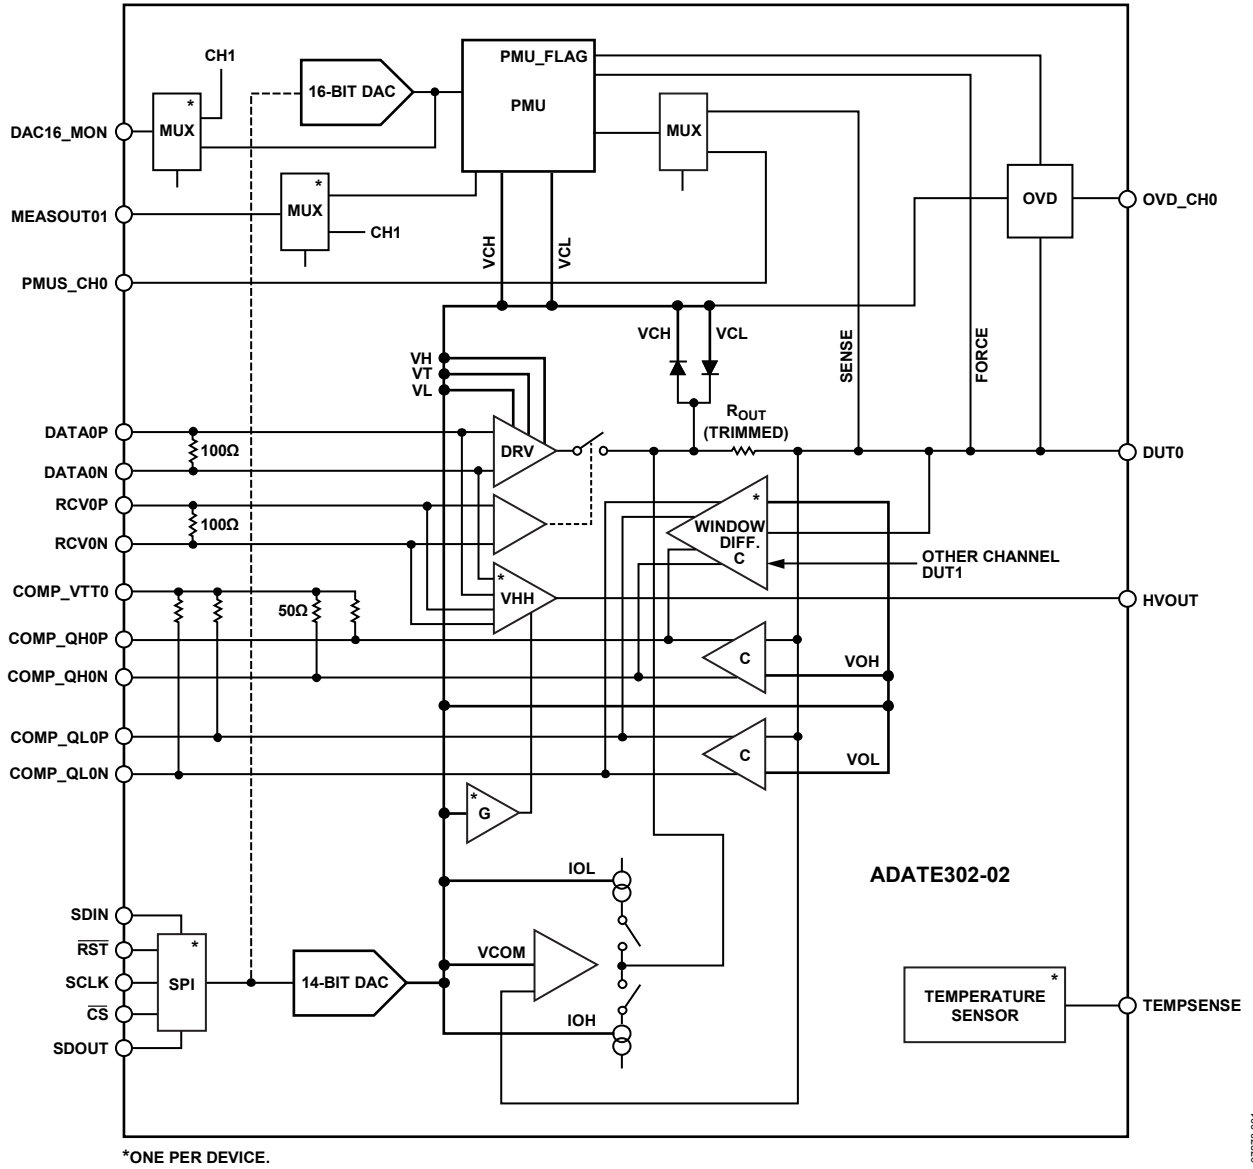 CH1
16-BIT DAC
PMU_FLAG
PMU
DAC16_MON
*
MUX
MUX
MEASOUT01
*
MUX
CH1
OVD
OVD_CH0
PMUS_CH0
VCH
VCL
VCH
VCL
SENSE
FORCE
VH
VT
VL
ROUT
(TRIMMED)
DATA0P
100Ω
DATA0N
DRV
DUT0
RCV0P
100Ω
RCV0N
*
WINDOW
DIFF.
C
OTHER CHANNEL
DUT1
COMP_VTT0
50Ω
*
VHH
HVOUT
COMP_QH0P
COMP_QH0N
C
VOH
COMP_QL0P
COMP_QL0N
C
VOL
*
G
ADATE302-02
IOL
SDIN
RST
SCLK
CS
SDOUT
*
SPI
14-BIT DAC
VCOM
IOH
*
TEMPERATURE
SENSOR
TEMPSENSE
*ONE PER DEVICE.